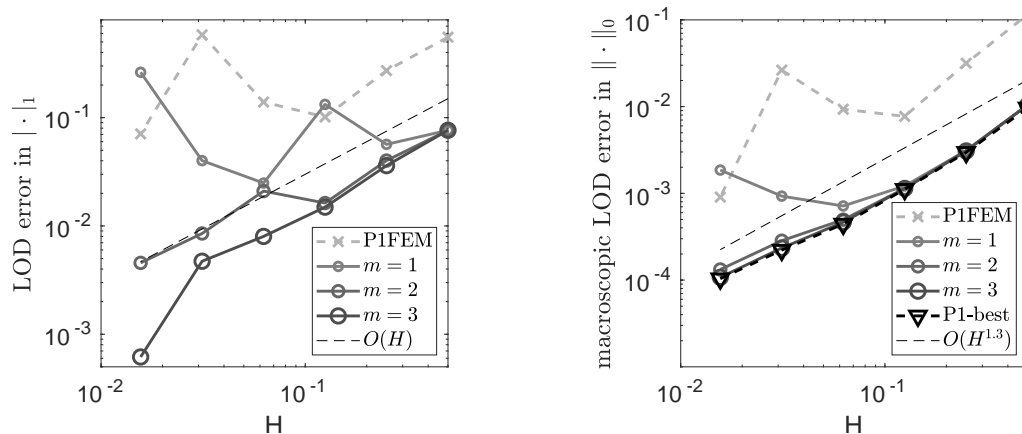 LOD error in | · |₁
10⁻¹
10⁻²
10⁻³
P1FEM
m = 1
m = 2
m = 3
O(H)
10⁻²
10⁻¹
H
macroscopic LOD error in ‖ · ‖₀
10⁻¹
10⁻²
10⁻³
10⁻⁴
P1FEM
m = 1
m = 2
m = 3
P1-best
O(H¹·³)
10⁻²
10⁻¹
H